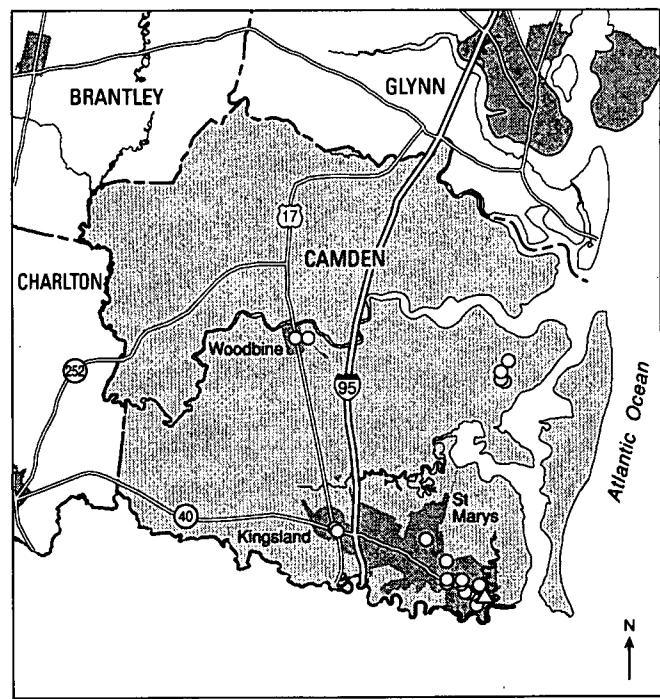 BRANTLEY
GLYNN
17
CAMDEN
CHARLTON
Woodbine
252
95
Atlantic Ocean
St
Marys
40
Kingsland
N